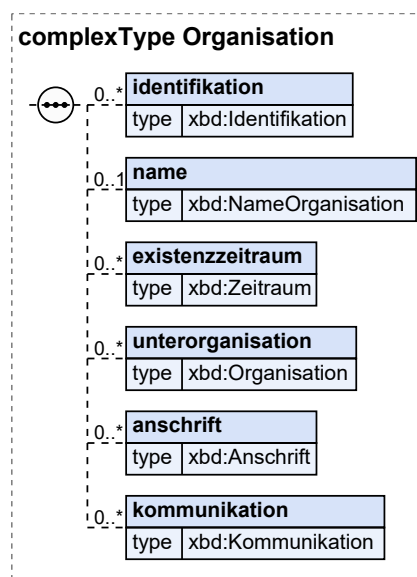 complexType Organisation
0..* identifikation
type xbd:Identifikation
0..1 name
type xbd:NameOrganisation
0..* existenzzeitraum
type xbd:Zeitraum
0..* unterorganisation
type xbd:Organisation
0..* anschrift
type xbd:Anschrift
0..* kommunikation
type xbd:Kommunikation